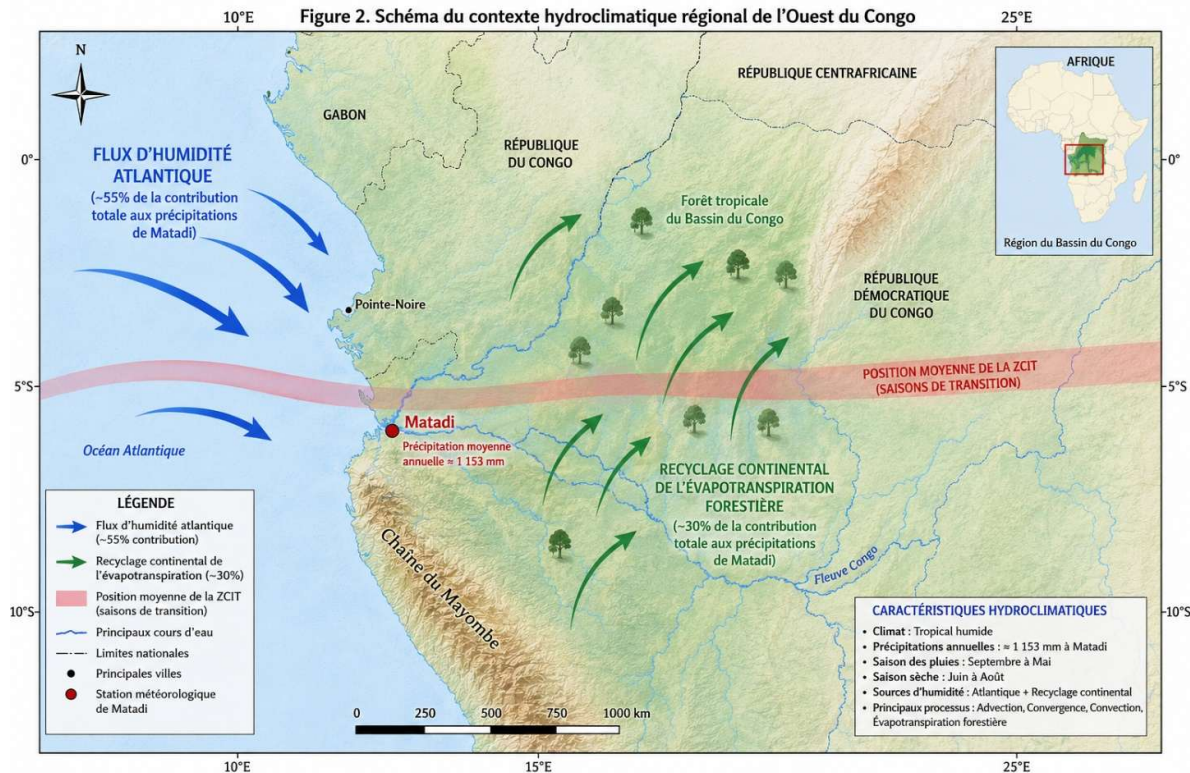 Figure 2. Schéma du contexte hydroclimatique régional de l'Ouest du Congo
10°E
25°E
N
GABON
RÉPUBLIQUE
DU CONGO
RÉPUBLIQUE CENTRAFRICAINE
AFRIQUE
Région du Bassin du Congo
0°
0°
FLUX D'HUMIDITÉ
ATLANTIQUE
(~55% de la contribution
totale aux précipitations
de Matadi)
Forêt tropicale
du Bassin du Congo
RÉPUBLIQUE
DÉMOCRATIQUE
DU CONGO
Pointe-Noire
5°S
5°S
POSITION MOYENNE DE LA ZCIT
(SAISONS DE TRANSITION)
Matadi
Précipitation moyenne
annuelle ≈ 1 153 mm
Océan Atlantique
RECYCLAGE CONTINENTAL
DE L'ÉVAPOTRANSPIRATION
FORESTIÈRE
(~30% de la contribution
totale aux précipitations
de Matadi)
Chaîne du Mayombe
Fleuve Congo
10°S
10°S
LÉGENDE
Flux d'humidité atlantique
(~55% contribution)
Recyclage continental de
l'évapotranspiration (~30%)
Position moyenne de la ZCIT
(saisons de transition)
Principaux cours d'eau
Limites nationales
Principales villes
Station météorologique
de Matadi
0 250 500 750 1000 km
CARACTÉRISTIQUES HYDROCLIMATIQUES
• Climat : Tropical humide
• Précipitations annuelles : ≈ 1 153 mm à Matadi
• Saison des pluies : Septembre à Mai
• Saison sèche : Juin à Août
• Sources d'humidité : Atlantique + Recyclage continental
• Principaux processus : Advection, Convergence, Convection,
Évapotranspiration forestière
10°E
15°E
25°E